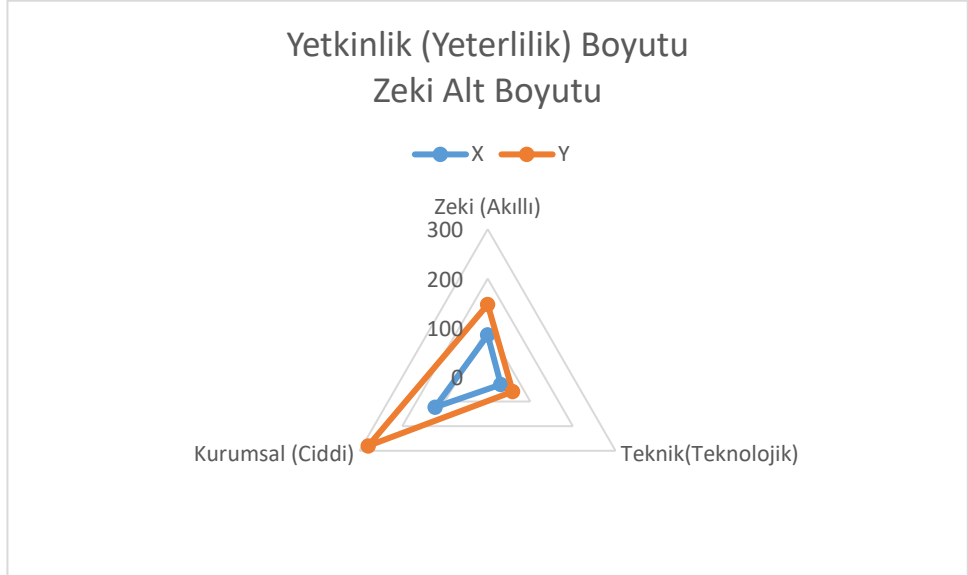 Yetkinlik (Yeterlilik) Boyutu
Zeki Alt Boyutu
X Y
Zeki (Akıllı)
300
200
100
0
Kurumsal (Ciddi)
Teknik(Teknolojik)